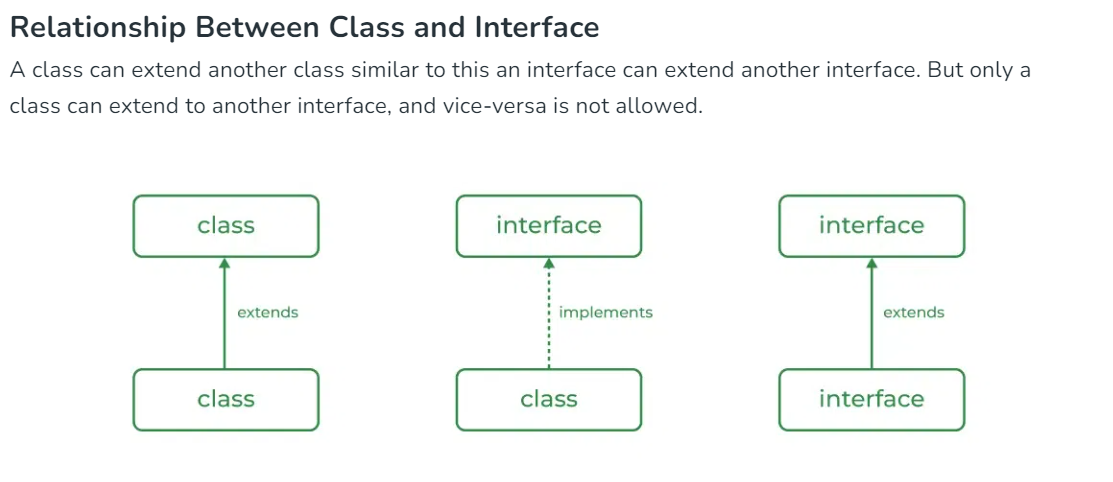 Relationship Between Class and Interface
A class can extend another class similar to this an interface can extend another interface. But only a
class can extend to another interface, and vice-versa is not allowed.
class
interface
interface
extends
implements
extends
class
class
interface